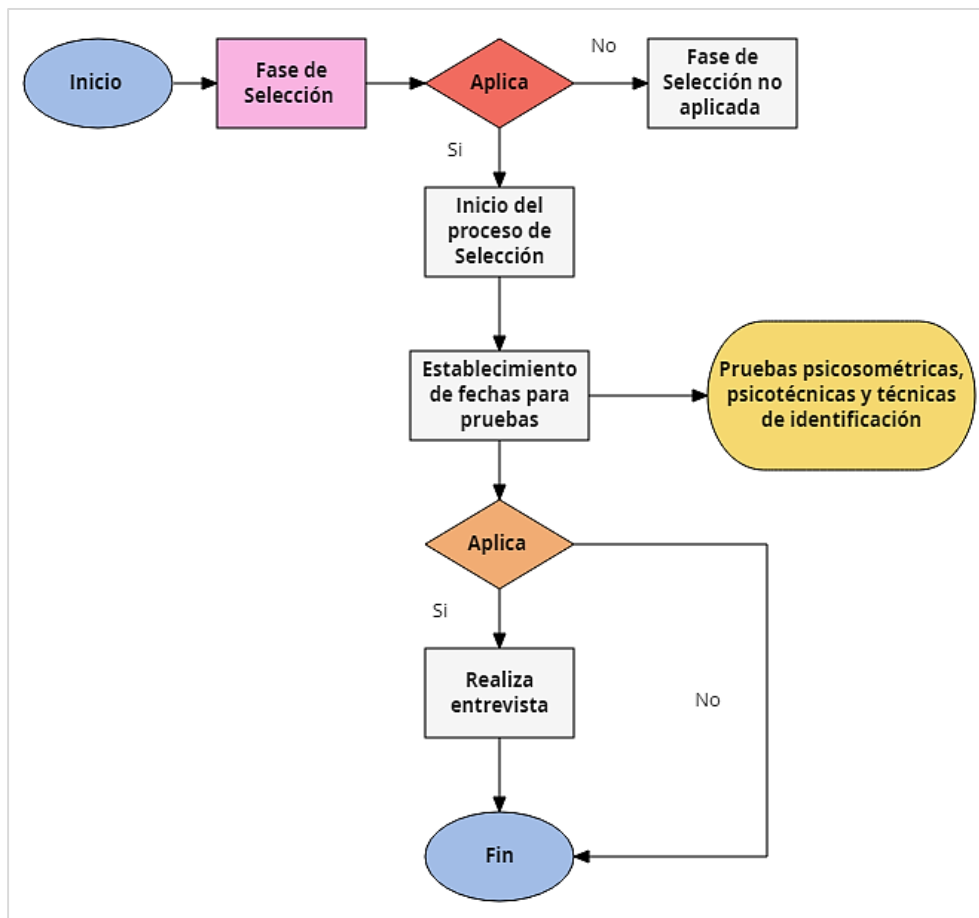 Inicio
Fase de
Selección
Aplica
No
Fase de
Selección no
aplicada
Si
Inicio del
proceso de
Selección
Establecimiento
de fechas para
pruebas
Pruebas psicosométricas,
psicotécnicas y técnicas
de identificación
Aplica
Si
Realiza
entrevista
No
Fin